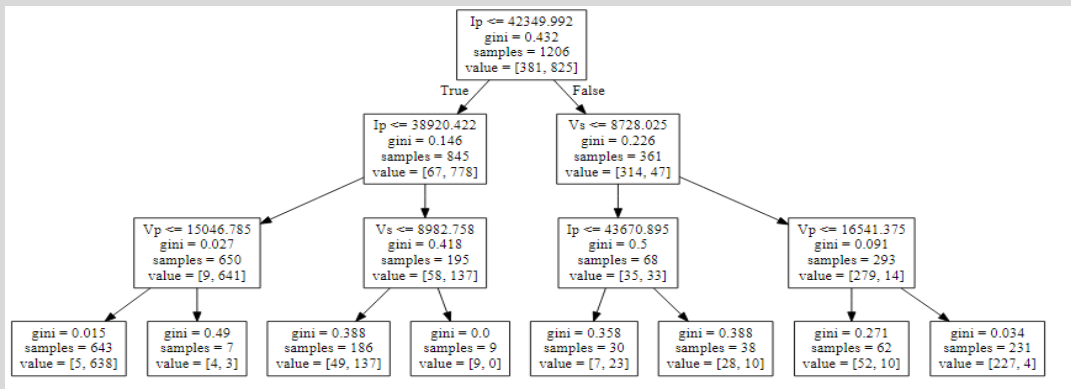 Ip <= 42349.992
gini = 0.432
samples = 1206
value = [381, 825]
True
False
Ip <= 38920.422
gini = 0.146
samples = 845
value = [67, 778]
Vs <= 8728.025
gini = 0.226
samples = 361
value = [314, 47]
Vp <= 15046.785
gini = 0.027
samples = 650
value = [9, 641]
Vs <= 8982.758
gini = 0.418
samples = 195
value = [58, 137]
Ip <= 43670.895
gini = 0.5
samples = 68
value = [35, 33]
Vp <= 16541.375
gini = 0.091
samples = 293
value = [279, 14]
gini = 0.015
samples = 643
value = [5, 638]
gini = 0.49
samples = 7
value = [4, 3]
gini = 0.388
samples = 186
value = [49, 137]
gini = 0.0
samples = 9
value = [9, 0]
gini = 0.358
samples = 30
value = [7, 23]
gini = 0.388
samples = 38
value = [28, 10]
gini = 0.271
samples = 62
value = [52, 10]
gini = 0.034
samples = 231
value = [227, 4]